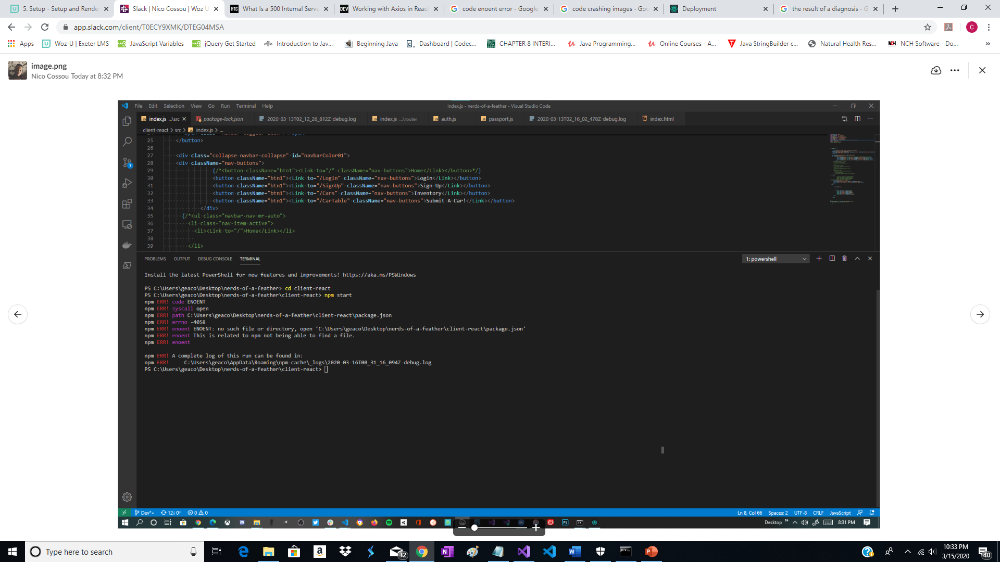 5. Setup - Setup and Rende
Slack | Nico Cossou | Woz U
What Is a 500 Internal Serve
Working with Axios in React
code enoent error - Google
code crashing images - Goo
Deployment
the result of a diagnosis - G
app.slack.com/client/T0ECY9XMK/DTEG04MSA
C
Apps
Woz-U | Exeter LMS
JavaScript Variables
jQuery Get Started
Introduction to Jav...
Beginning Java
Dashboard | Codec...
CHAPTER 8 INTERI...
Java Programming...
Online Courses - A...
Java StringBuilder c...
Natural Health Res...
NCH Software - Do...
image.png
Nico Cossou Today at 8:32 PM
File Edit Selection View Go Run Terminal Help
index.js - nerds-of-a-feather - Visual Studio Code
index.js ...\src
package-lock.json
2020-03-13T02_12_26_812Z-debug.log
index.js ...\router
auth.js
passport.js
2020-03-13T02_16_02_478Z-debug.log
index.html
client-react > src > index.js > ...
25 </button>
26
27 <div class="collapse navbar-collapse" id="navbarColor01">
28 <div className="nav-buttons">
29 {/*<button className="btn1"><Link to="/" className="nav-buttons">Home</Link></button>*/}
30 <button className="btn1"><Link to="/Login" className="nav-buttons">Login</Link></button>
31 <button className="btn1"><Link to="/SignUp" className="nav-buttons">Sign Up</Link></button>
32 <button className="btn1"><Link to="/Cars" className="nav-buttons">Inventory</Link></button>
33 <button className="btn1"><Link to="/CarTable" className="nav-buttons">Submit A Car!</Link></button>
34 </div>
35 {/*<ul class="navbar-nav mr-auto">
36 <li class="nav-item active">
37 <li><Link to="/">Home</Link></li>
38
39 </li>
7
PROBLEMS OUTPUT DEBUG CONSOLE TERMINAL
1: powershell
Install the latest PowerShell for new features and improvements! https://aka.ms/PSWindows
PS C:\Users\geaco\Desktop\nerds-of-a-feather> cd client-react
PS C:\Users\geaco\Desktop\nerds-of-a-feather\client-react> npm start
npm ERR! code ENOENT
npm ERR! syscall open
npm ERR! path C:\Users\geaco\Desktop\nerds-of-a-feather\client-react\package.json
npm ERR! errno -4058
npm ERR! enoent ENOENT: no such file or directory, open 'C:\Users\geaco\Desktop\nerds-of-a-feather\client-react\package.json'
npm ERR! enoent This is related to npm not being able to find a file.
npm ERR! enoent
npm ERR! A complete log of this run can be found in:
npm ERR! C:\Users\geaco\AppData\Roaming\npm-cache\_logs\2020-03-16T00_31_16_094Z-debug.log
PS C:\Users\geaco\Desktop\nerds-of-a-feather\client-react>
Dev*+
12↓ 0↑
0 0
Ln 8, Col 66 Spaces: 2 UTF-8 CRLF JavaScript
Desktop
8:31 PM
Type here to search
32
10:33 PM
3/15/2020
40